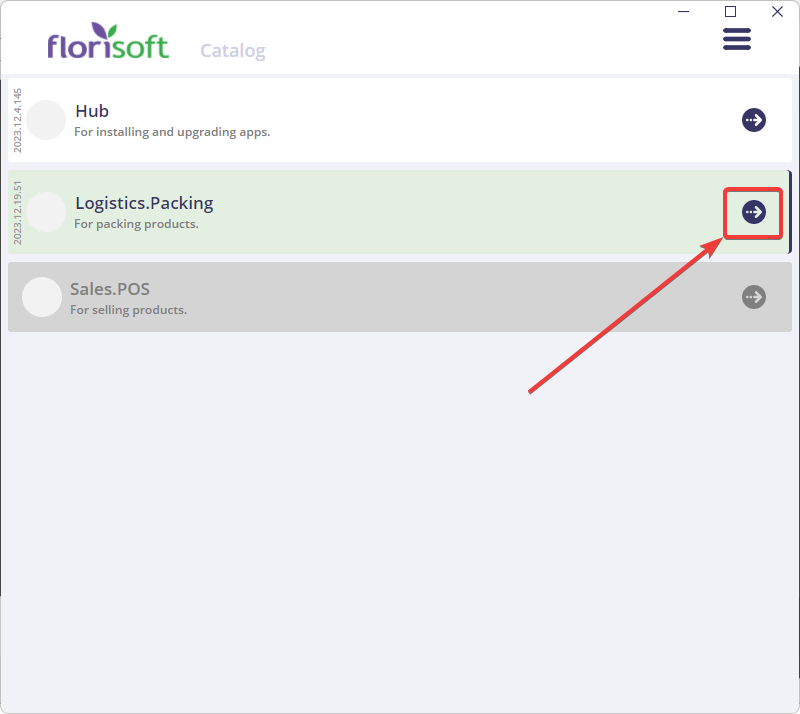 florisoft
Catalog
2023.12.4.145
Hub
For installing and upgrading apps.
2023.12.19.51
Logistics.Packing
For packing products.
Sales.POS
For selling products.